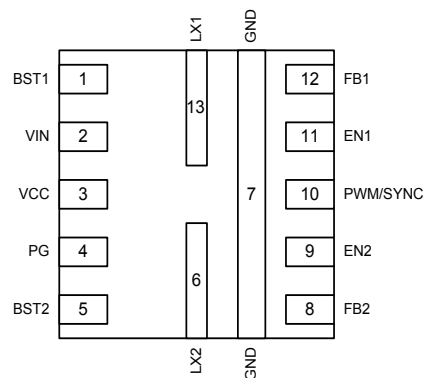 LX1 GND
BST1 1 12 FB1
13
VIN 2 11 EN1
VCC 3 7 10 PWM/SYNC
PG 4 9 EN2
6
BST2 5 8 FB2
LX2 GND